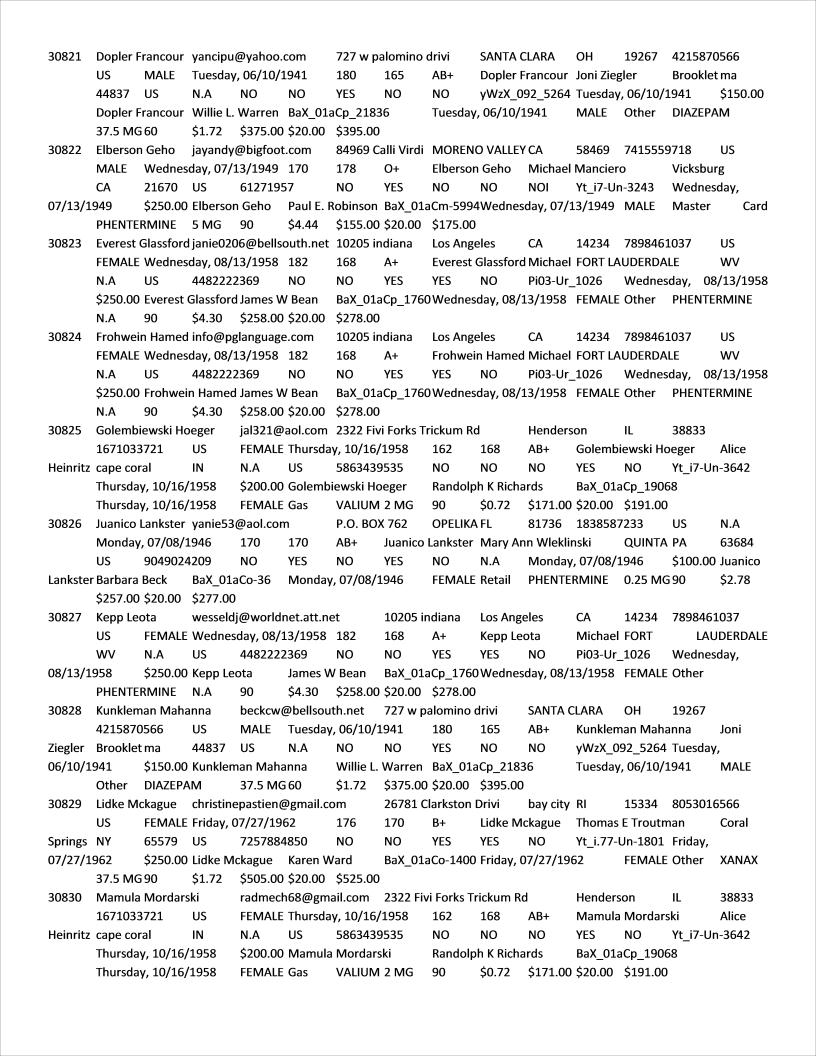 30821 Dopler Francour yancipu@yahoo.com 727 w palomino drivi SANTA CLARA OH 19267 4215870566
US MALE Tuesday, 06/10/1941 180 165 AB+ Dopler Francour Joni Ziegler Brooklet ma
44837 US N.A NO NO YES NO NO yWzX_092_5264 Tuesday, 06/10/1941 $150.00
Dopler Francour Willie L. Warren BaX_01aCp_21836 Tuesday, 06/10/1941 MALE Other DIAZEPAM
37.5 MG 60 $1.72 $375.00 $20.00 $395.00
30822 Elberson Geho jayandy@bigfoot.com 84969 Calli Virdi MORENO VALLEY CA 58469 7415559718 US
MALE Wednesday, 07/13/1949 170 178 O+ Elberson Geho Michael Manciero Vicksburg
CA 21670 US 61271957 NO YES NO NO NOI Yt_i7-Un-3243 Wednesday,
07/13/1949 $250.00 Elberson Geho Paul E. Robinson BaX_01aCm-5994 Wednesday, 07/13/1949 MALE Master Card
PHENTERMINE 5 MG 90 $4.44 $155.00 $20.00 $175.00
30823 Everest Glassford janie0206@bellsouth.net 10205 indiana Los Angeles CA 14234 7898461037 US
FEMALE Wednesday, 08/13/1958 182 168 A+ Everest Glassford Michael FORT LAUDERDALE WV
N.A US 4482222369 NO NO YES YES NO Pi03-Ur_1026 Wednesday, 08/13/1958
$250.00 Everest Glassford James W Bean BaX_01aCp_1760 Wednesday, 08/13/1958 FEMALE Other PHENTERMINE
N.A 90 $4.30 $258.00 $20.00 $278.00
30824 Frohwein Hamed info@pglanguage.com 10205 indiana Los Angeles CA 14234 7898461037 US
FEMALE Wednesday, 08/13/1958 182 168 A+ Frohwein Hamed Michael FORT LAUDERDALE WV
N.A US 4482222369 NO NO YES YES NO Pi03-Ur_1026 Wednesday, 08/13/1958
$250.00 Frohwein Hamed James W Bean BaX_01aCp_1760 Wednesday, 08/13/1958 FEMALE Other PHENTERMINE
N.A 90 $4.30 $258.00 $20.00 $278.00
30825 Golembiewski Hoeger jal321@aol.com 2322 Fivi Forks Trickum Rd Henderson IL 38833
1671033721 US FEMALE Thursday, 10/16/1958 162 168 AB+ Golembiewski Hoeger Alice
Heinritz cape coral IN N.A US 5863439535 NO NO NO YES NO Yt_i7-Un-3642
Thursday, 10/16/1958 $200.00 Golembiewski Hoeger Randolph K Richards BaX_01aCp_19068
Thursday, 10/16/1958 FEMALE Gas VALIUM 2 MG 90 $0.72 $171.00 $20.00 $191.00
30826 Juanico Lankster yanie53@aol.com P.O. BOX 762 OPELIKA FL 81736 1838587233 US N.A
Monday, 07/08/1946 170 170 AB+ Juanico Lankster Mary Ann Wleklinski QUINTA PA 63684
US 9049024209 NO YES NO YES NO N.A Monday, 07/08/1946 $100.00 Juanico
Lankster Barbara Beck BaX_01aCo-36 Monday, 07/08/1946 FEMALE Retail PHENTERMINE 0.25 MG 90 $2.78
$257.00 $20.00 $277.00
30827 Kepp Leota wesseldj@worldnet.att.net 10205 indiana Los Angeles CA 14234 7898461037
US FEMALE Wednesday, 08/13/1958 182 168 A+ Kepp Leota Michael FORT LAUDERDALE
WV N.A US 4482222369 NO NO YES YES NO Pi03-Ur_1026 Wednesday,
08/13/1958 $250.00 Kepp Leota James W Bean BaX_01aCp_1760 Wednesday, 08/13/1958 FEMALE Other
PHENTERMINE N.A 90 $4.30 $258.00 $20.00 $278.00
30828 Kunkleman Mahanna beckcw@bellsouth.net 727 w palomino drivi SANTA CLARA OH 19267
4215870566 US MALE Tuesday, 06/10/1941 180 165 AB+ Kunkleman Mahanna Joni
Ziegler Brooklet ma 44837 US N.A NO NO YES NO NO yWzX_092_5264 Tuesday,
06/10/1941 $150.00 Kunkleman Mahanna Willie L. Warren BaX_01aCp_21836 Tuesday, 06/10/1941 MALE
Other DIAZEPAM 37.5 MG 60 $1.72 $375.00 $20.00 $395.00
30829 Lidke Mckague christinepastien@gmail.com 26781 Clarkston Drivi bay city RI 15334 8053016566
US FEMALE Friday, 07/27/1962 176 170 B+ Lidke Mckague Thomas E Troutman Coral
Springs NY 65579 US 7257884850 NO NO YES YES NO Yt_i.77-Un-1801 Friday,
07/27/1962 $250.00 Lidke Mckague Karen Ward BaX_01aCo-1400 Friday, 07/27/1962 FEMALE Other XANAX
37.5 MG 90 $1.72 $505.00 $20.00 $525.00
30830 Mamula Mordarski radmech68@gmail.com 2322 Fivi Forks Trickum Rd Henderson IL 38833
1671033721 US FEMALE Thursday, 10/16/1958 162 168 AB+ Mamula Mordarski Alice
Heinritz cape coral IN N.A US 5863439535 NO NO NO YES NO Yt_i7-Un-3642
Thursday, 10/16/1958 $200.00 Mamula Mordarski Randolph K Richards BaX_01aCp_19068
Thursday, 10/16/1958 FEMALE Gas VALIUM 2 MG 90 $0.72 $171.00 $20.00 $191.00